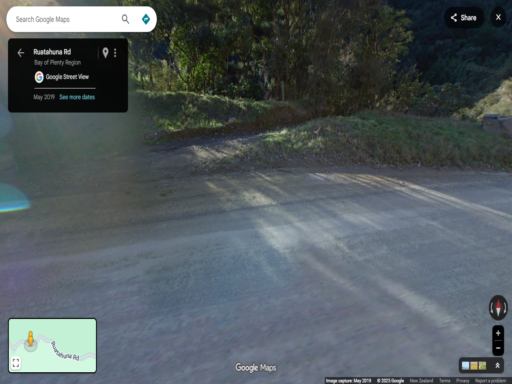 Search Google Maps
Share
X
Ruatahuna Rd
Bay of Plenty Region
Google Street View
May 2019 See more dates
Ruatahuna Rd
Google Maps
Image capture: May 2019 © 2023 Google New Zealand Terms Privacy Report a problem